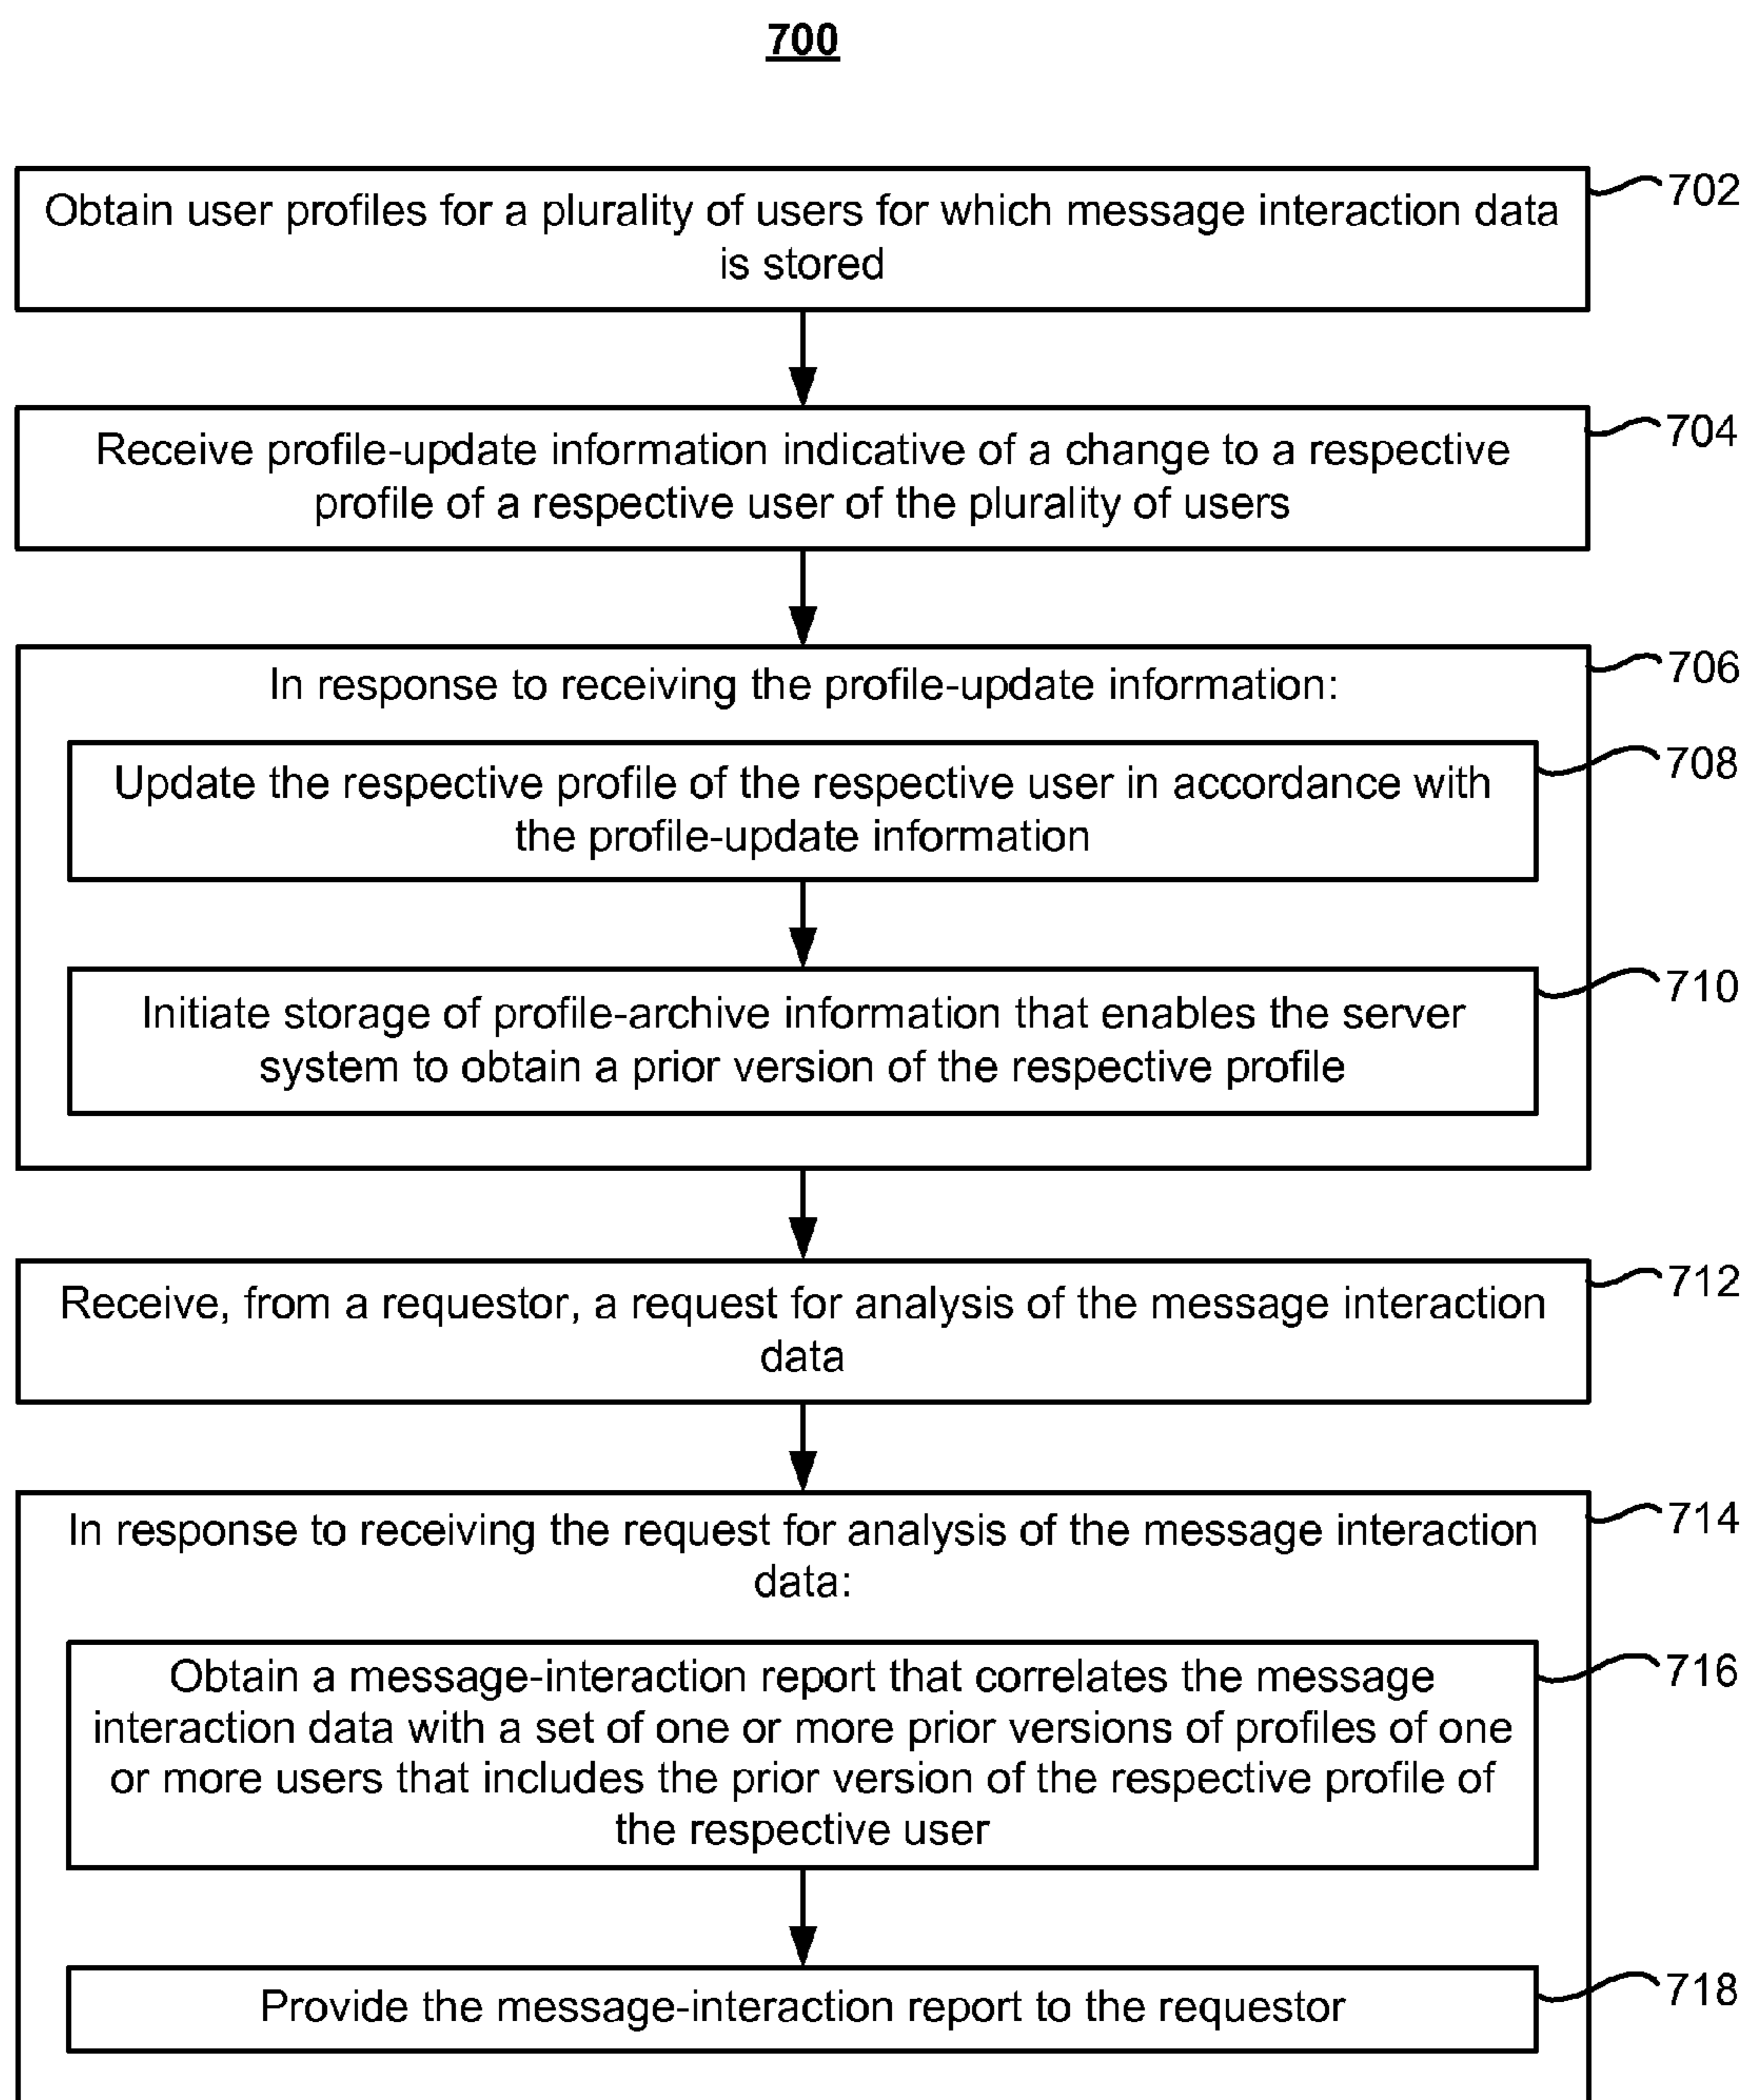 700
Obtain user profiles for a plurality of users for which message interaction data
is stored
702
Receive profile-update information indicative of a change to a respective
profile of a respective user of the plurality of users
704
In response to receiving the profile-update information:
706
Update the respective profile of the respective user in accordance with
the profile-update information
708
Initiate storage of profile-archive information that enables the server
system to obtain a prior version of the respective profile
710
Receive, from a requestor, a request for analysis of the message interaction
data
712
In response to receiving the request for analysis of the message interaction
data:
714
Obtain a message-interaction report that correlates the message
interaction data with a set of one or more prior versions of profiles of one
or more users that includes the prior version of the respective profile of
the respective user
716
Provide the message-interaction report to the requestor
718